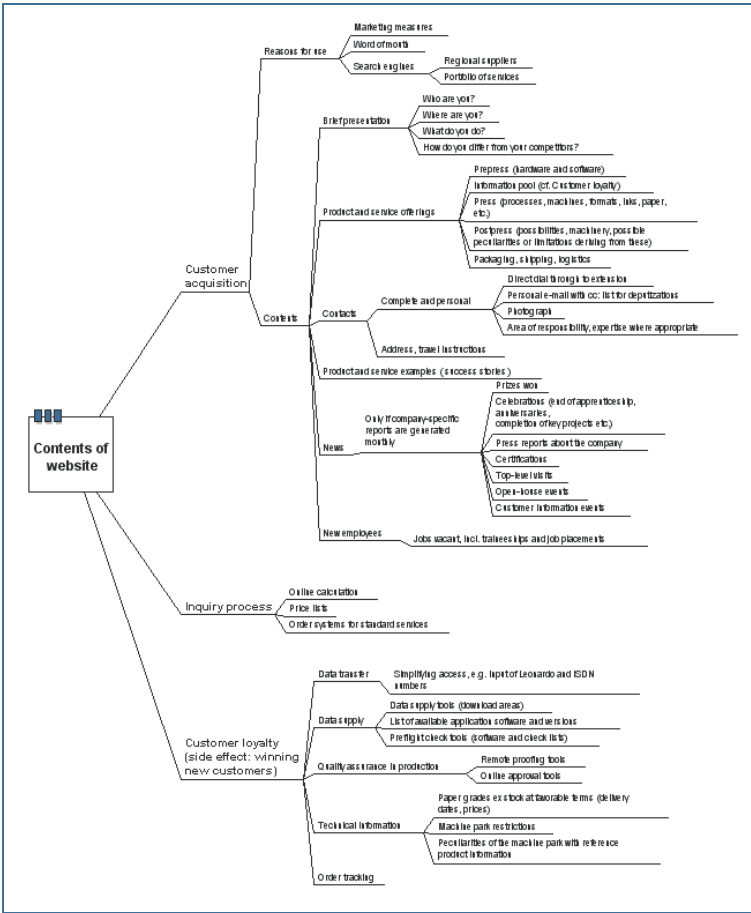 Marketing measures
Word of mouth
Reasons for use
Search engines
Regional suppliers
Portfolio of services
Who are you?
Where are you?
Brief presentation
What do you do?
How do you differ from your competitors?
Prepress (hardware and software)
Information pool (cf. Customer loyalty)
Press (processes, machines, formats, inks, paper,
etc.)
Product and service offerings
Postpress (possibilities, machinery, possible
peculiarities or limitations deriving from these)
Packaging, shipping, logistics
Customer
acquisition
Contents
Contacts
Complete and personal
Direct dial through to extension
Personal e-mail with cc: list for deputizations
Photograph
Area of responsibility, expertise where appropriate
Address, travel instructions
Product and service examples (success stories)
Prizes won
Celebrations (end of apprenticeship,
anniversaries,
completion of key projects etc.)
News
Only if company-specific
reports are generated
monthly
Press reports about the company
Certifications
Top-level visits
Open-house events
Customer information events
New employees
Jobs vacant, incl. traineeships and job placements
Contents of
website
Inquiry process
Online calculation
Price lists
Order systems for standard services
Data transfer
Simplifying access, e.g. input of Leonardo and ISDN
numbers
Data supply
Data supply tools (download areas)
List of available application software and versions
Preflight check tools (software and check lists)
Customer loyalty
(side effect: winning
new customers)
Quality assurance in production
Remote proofing tools
Online approval tools
Technical information
Paper grades ex stock at favorable terms (delivery
dates, prices)
Machine park restrictions
Peculiarities of the machine park with reference
product information
Order tracking